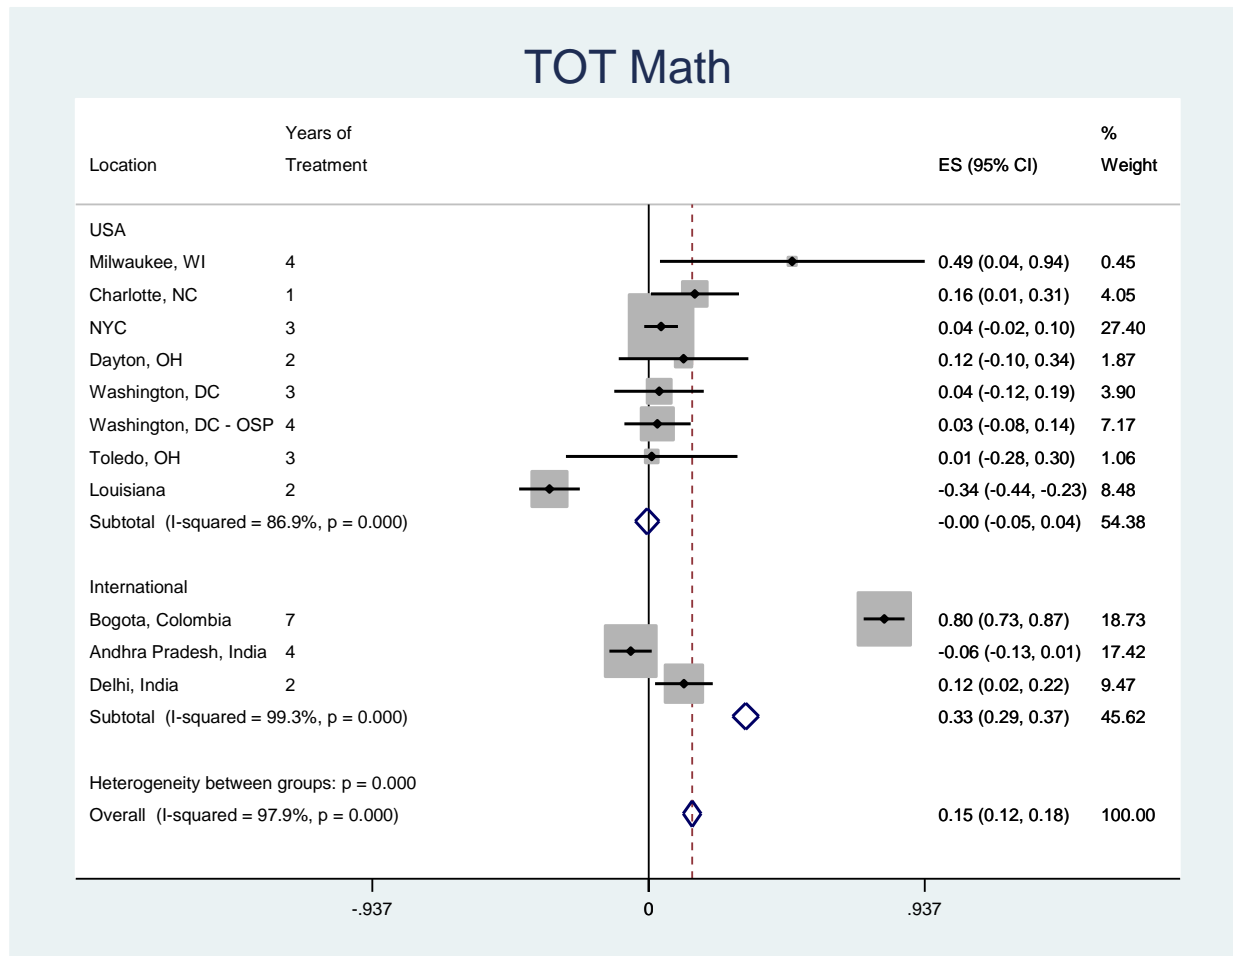 TOT Math
Years of %
Location Treatment ES (95% CI) Weight
USA
Milwaukee, WI 4 0.49 (0.04, 0.94) 0.45
Charlotte, NC 1 0.16 (0.01, 0.31) 4.05
NYC 3 0.04 (-0.02, 0.10) 27.40
Dayton, OH 2 0.12 (-0.10, 0.34) 1.87
Washington, DC 3 0.04 (-0.12, 0.19) 3.90
Washington, DC - OSP 4 0.03 (-0.08, 0.14) 7.17
Toledo, OH 3 0.01 (-0.28, 0.30) 1.06
Louisiana 2 -0.34 (-0.44, -0.23) 8.48
Subtotal (I-squared = 86.9%, p = 0.000) -0.00 (-0.05, 0.04) 54.38
International
Bogota, Colombia 7 0.80 (0.73, 0.87) 18.73
Andhra Pradesh, India 4 -0.06 (-0.13, 0.01) 17.42
Delhi, India 2 0.12 (0.02, 0.22) 9.47
Subtotal (I-squared = 99.3%, p = 0.000) 0.33 (0.29, 0.37) 45.62
Heterogeneity between groups: p = 0.000
Overall (I-squared = 97.9%, p = 0.000) 0.15 (0.12, 0.18) 100.00
-.937 0 .937